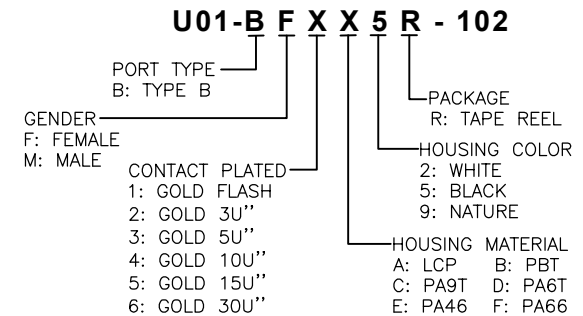 U01-B F X X 5 R - 102
PORT TYPE
B: TYPE B
GENDER
F: FEMALE
M: MALE
CONTACT PLATED
1: GOLD FLASH
2: GOLD 3U''
3: GOLD 5U''
4: GOLD 10U''
5: GOLD 15U''
6: GOLD 30U''
PACKAGE
R: TAPE REEL
HOUSING COLOR
2: WHITE
5: BLACK
9: NATURE
HOUSING MATERIAL
A: LCP B: PBT
C: PA9T D: PA6T
E: PA46 F: PA66